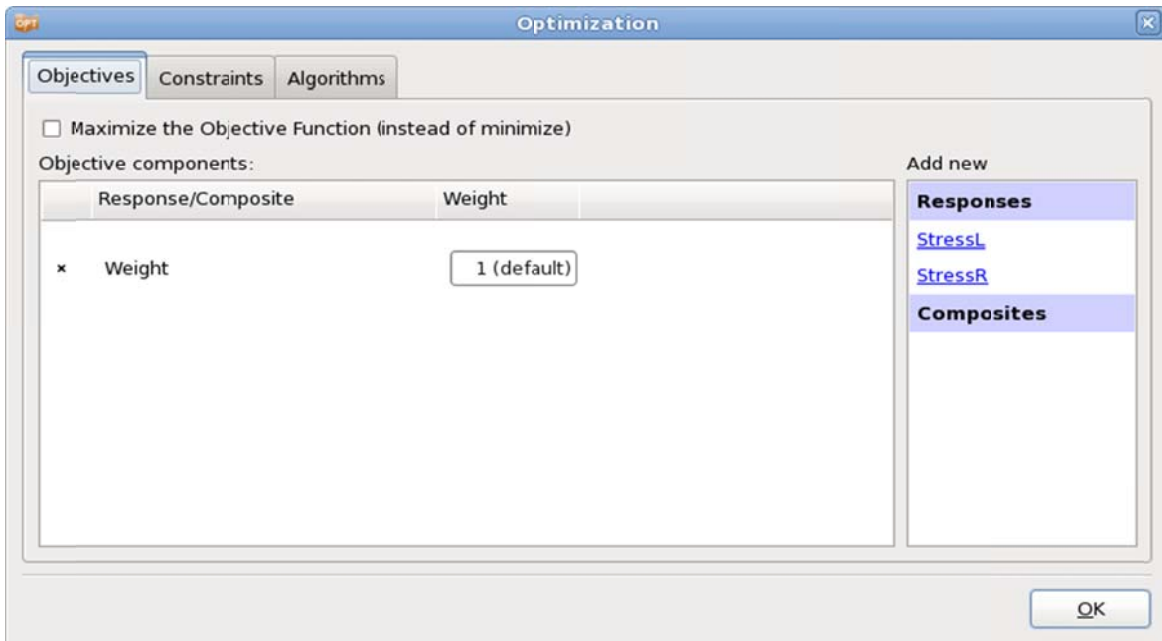 OPT
Optimization
Objectives Constraints Algorithms
Maximize the Objective Function (instead of minimize)
Objective components: Add new
Response/Composite Weight Responses
StressL
× Weight 1 (default)
StressR
Composites
OK